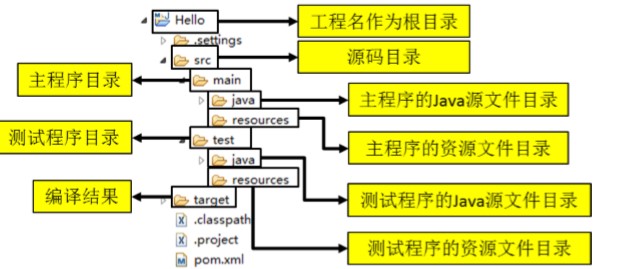 Hello
工程名作为根目录
.settings
src
源码目录
主程序目录
main
java
主程序的Java源文件目录
resources
测试程序目录
test
主程序的资源文件目录
java
resources
编译结果
target
测试程序的Java源文件目录
.classpath
.project
测试程序的资源文件目录
pom.xml